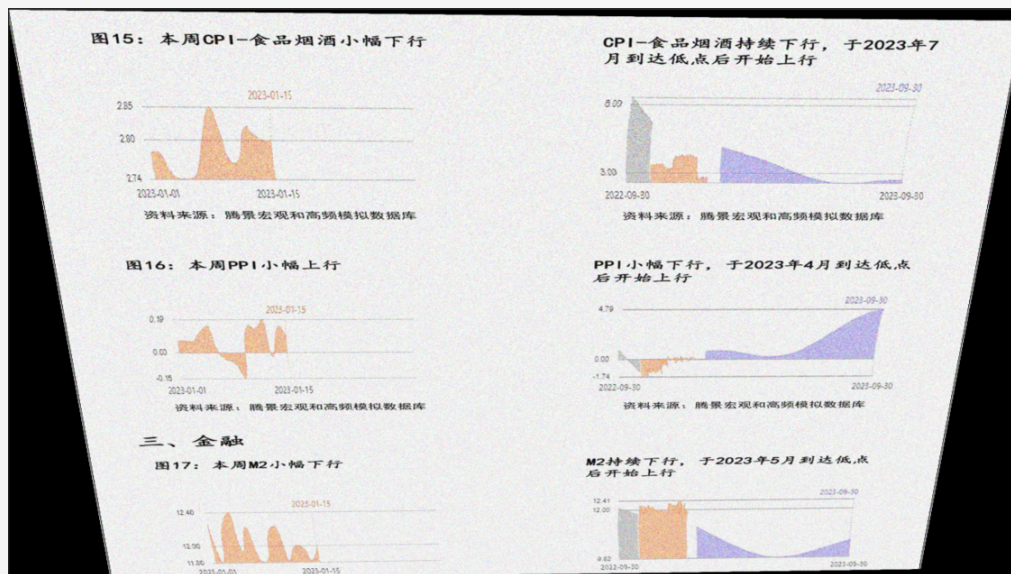 图15: 本周CPI-食品烟酒小幅下行
2023-01-15
2.85
2.80
2.74
2023-01-01
2023-01-15
资料来源: 腾景宏观和高频模拟数据库
CPI-食品烟酒持续下行, 于2023年7
月到达低点后开始上行
2023-09-30
3.00
2022-09-30
2023-09-30
资料来源: 腾景宏观和高频模拟数据库
图16: 本周PPI小幅上行
2023-01-15
0.19
0.00
-0.15
2023-01-01
2023-01-15
资料来源: 腾景宏观和高频模拟数据库
PPI小幅下行, 于2023年4月到达低点
后开始上行
2023-09-30
4.79
0.00
-1.74
2022-09-30
2023-09-30
资料来源: 腾景宏观和高频模拟数据库
三、金融
图17: 本周M2小幅下行
2023-01-15
12.00
2023-01-15
M2持续下行, 于2023年5月到达低点
后开始上行
2023-09-30
12.41
12.00
2022-09-30
2023-09-30